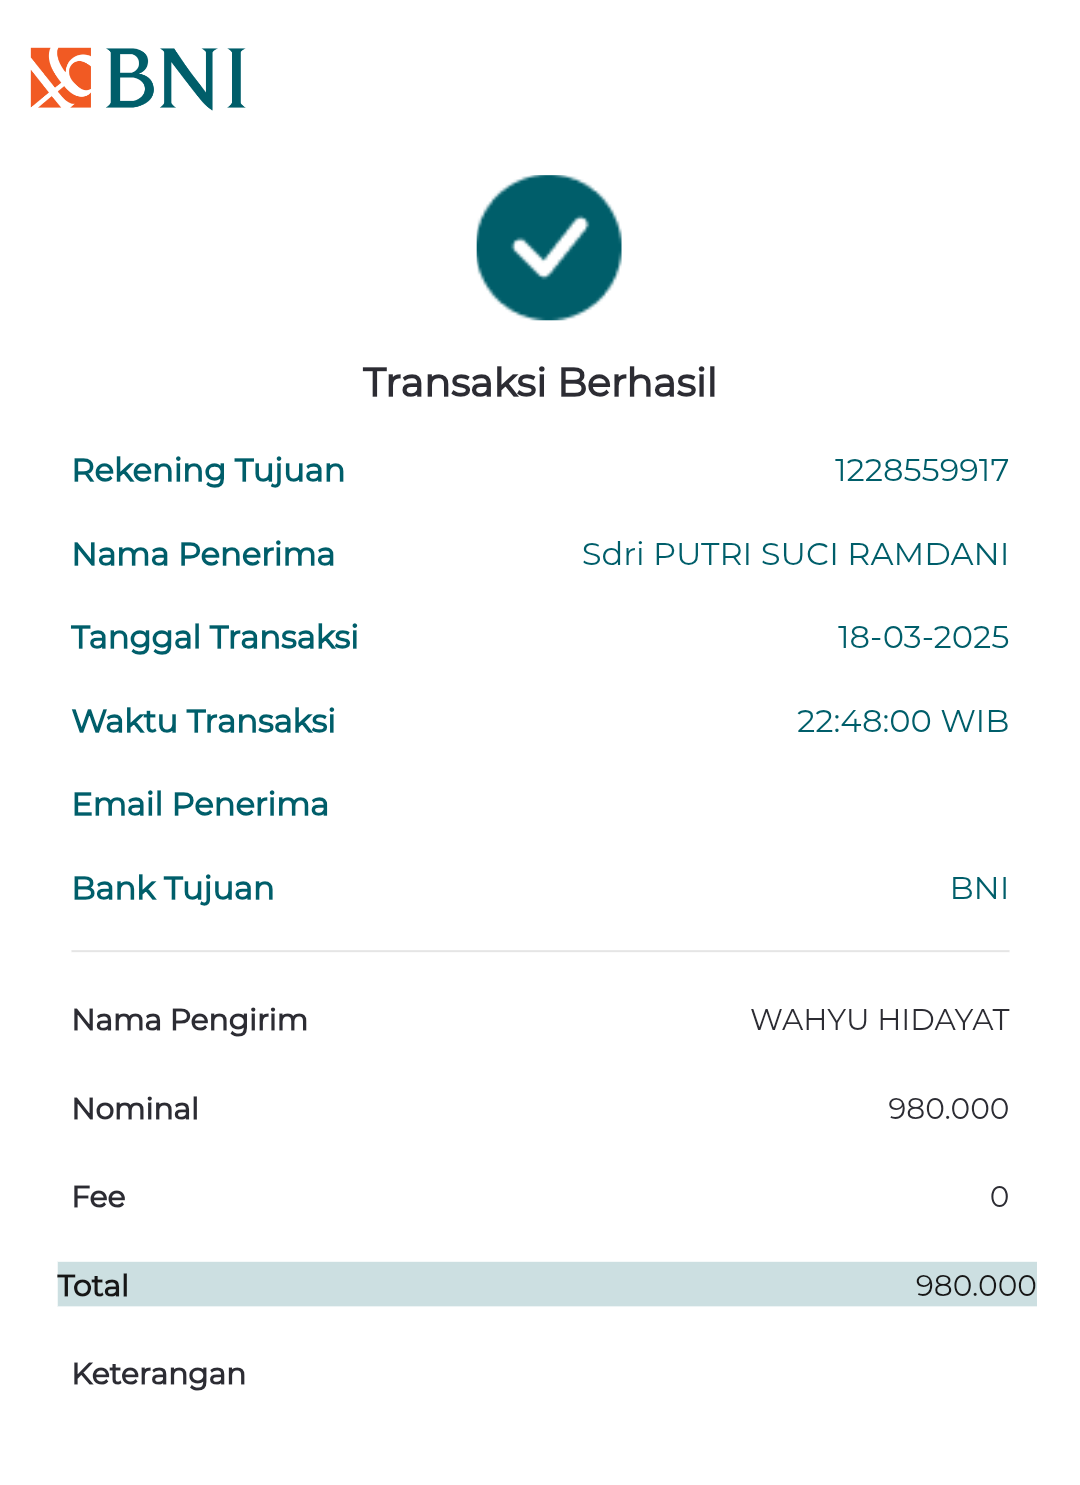 BNI
Transaksi Berhasil
Rekening Tujuan 1228559917
Nama Penerima Sdri PUTRI SUCI RAMDANI
Tanggal Transaksi 18-03-2025
Waktu Transaksi 22:48:00 WIB
Email Penerima
Bank Tujuan BNI
Nama Pengirim WAHYU HIDAYAT
Nominal 980.000
Fee 0
Total 980.000
Keterangan